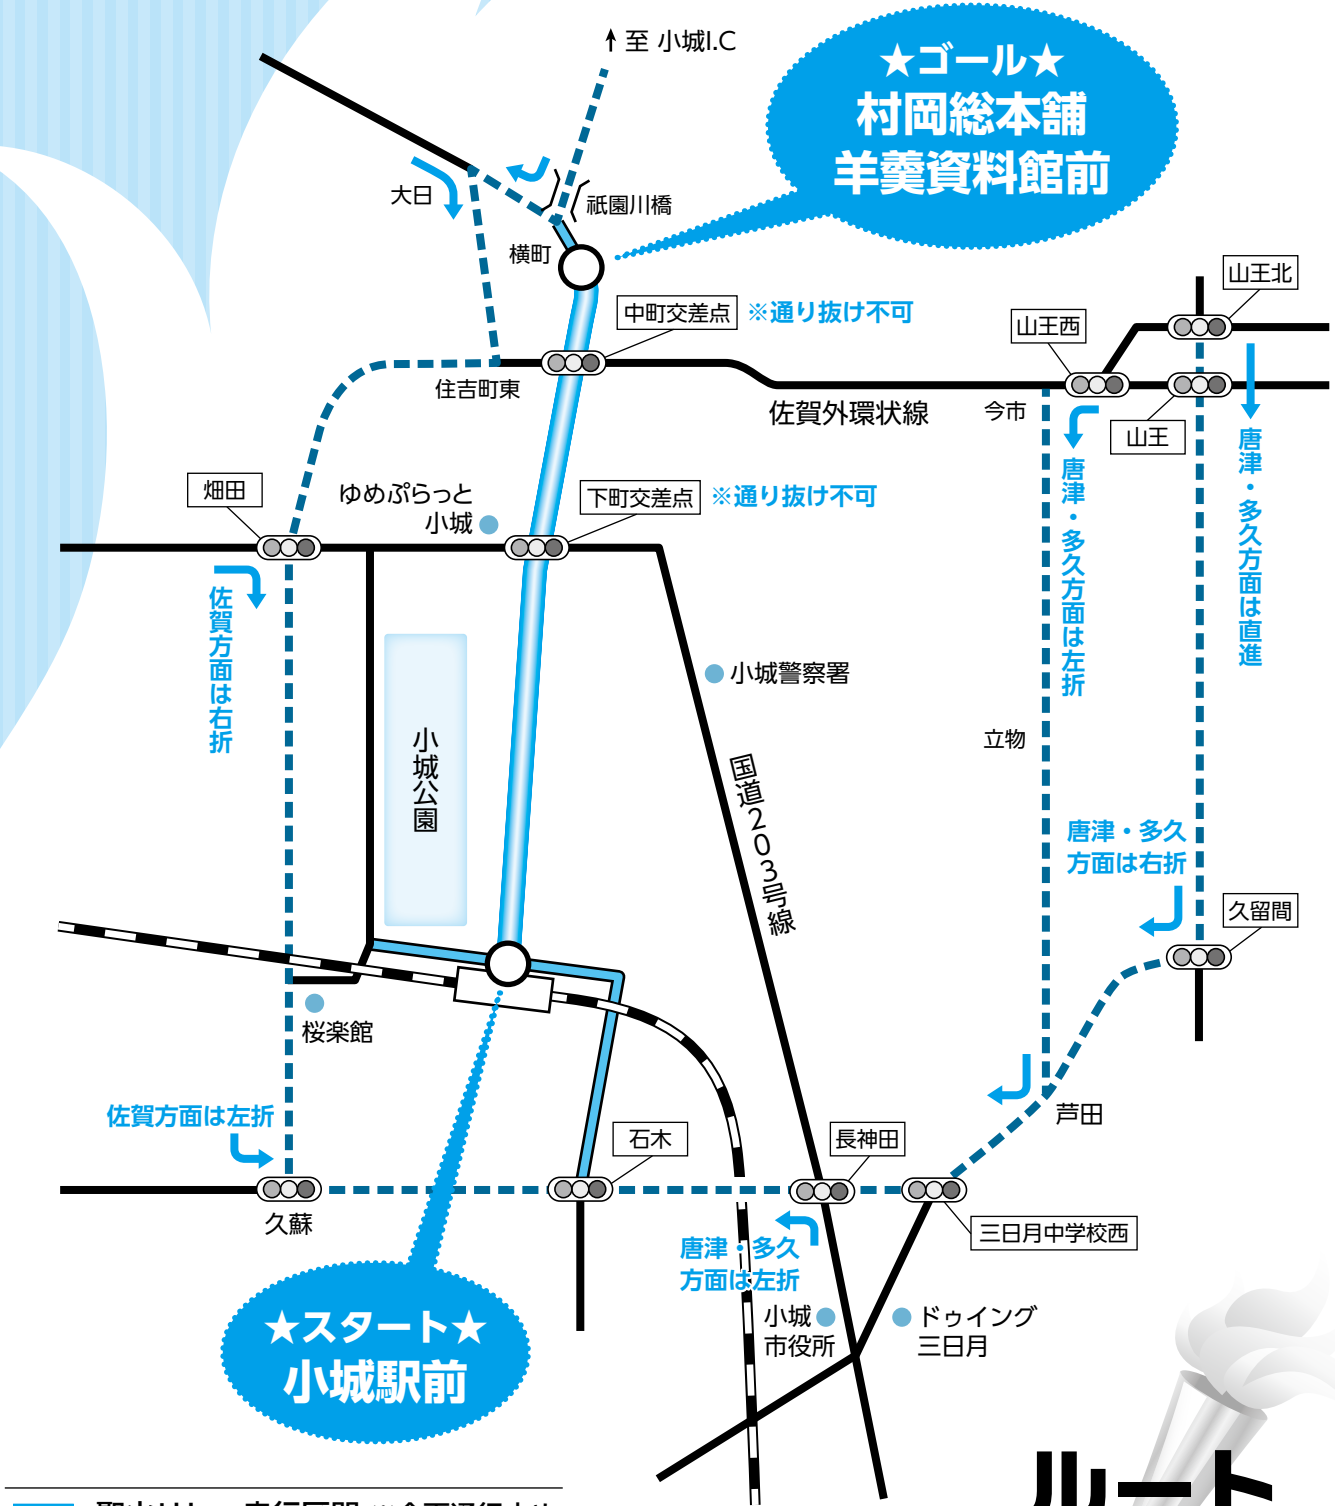 ↑至 小城I.C
★ゴール★
村岡総本舗
羊羹資料館前
大日
祇園川橋
横町
山王北
中町交差点 ※通り抜け不可
山王西
住吉町東
佐賀外環状線
今市
山王
唐津・多久方面は直進
唐津・多久方面は左折
畑田
ゆめぷらっと
小城
下町交差点 ※通り抜け不可
佐賀方面は右折
小城警察署
小城公園
立物
国道203号線
唐津・多久
方面は右折
久留間
桜楽館
佐賀方面は左折
芦田
石木
長神田
久蘇
三日月中学校西
唐津・多久
方面は左折
小城
市役所
ドゥイング
三日月
★スタート★
小城駅前
ルート